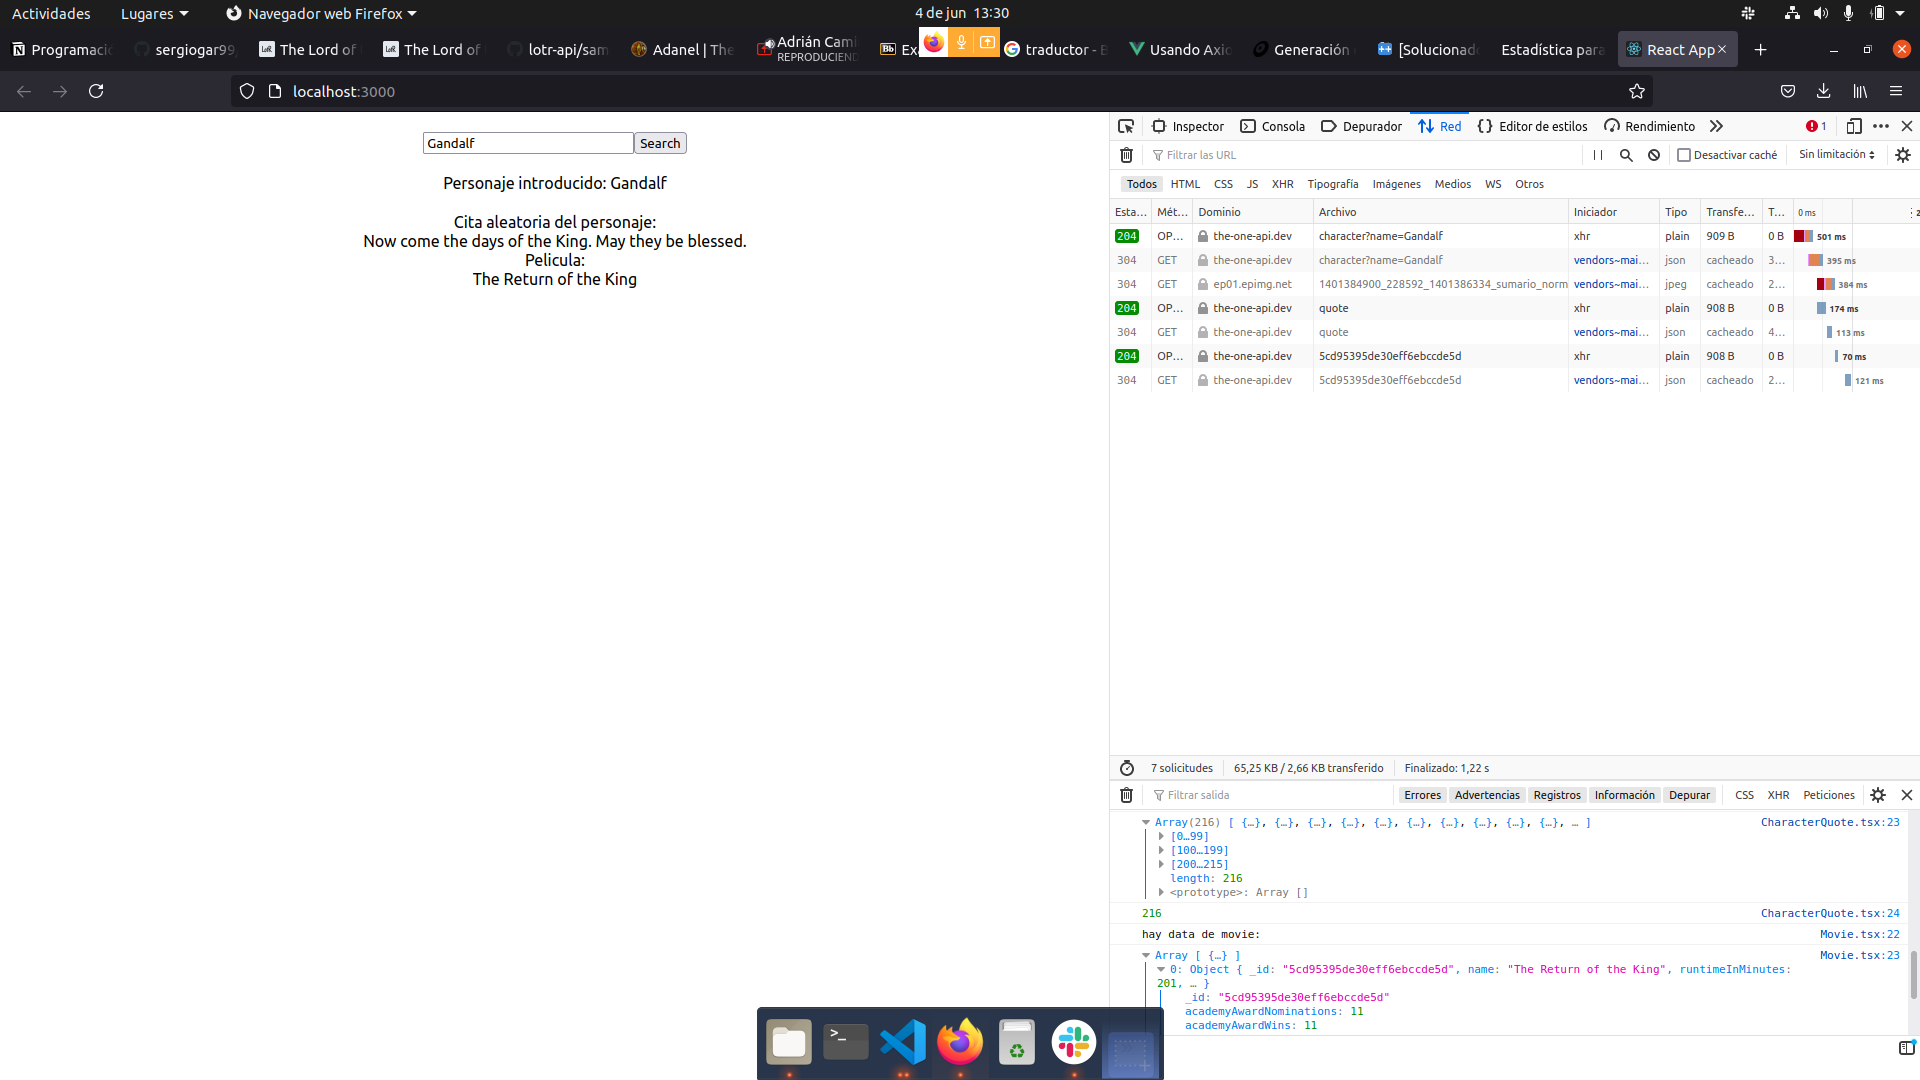 Actividades Lugares Navegador web Firefox 4 de jun 13:30
Programació sergiogar99 The Lord of The Lord of lotr-api/sam Adanel | The Adrián Cami Ex traductor - B Usando Axio Generación [Solucionado Estadística para React App
REPRODUCIEND
localhost:3000
Gandalf Search
Personaje introducido: Gandalf
Cita aleatoria del personaje:
Now come the days of the King. May they be blessed.
Pelicula:
The Return of the King
Inspector Consola Depurador Red Editor de estilos Rendimiento 1
Filtrar las URL Desactivar caché Sin limitación
Todos HTML CSS JS XHR Tipografía Imágenes Medios WS Otros
Esta… Mét… Dominio Archivo Iniciador Tipo Transfe… T… 0 ms
204 OP… the-one-api.dev character?name=Gandalf xhr plain 909 B 0 B 501 ms
304 GET the-one-api.dev character?name=Gandalf vendors~mai… json cacheado 3… 395 ms
304 GET ep01.epimg.net 1401384900_228592_1401386334_sumario_norm vendors~mai… jpeg cacheado 2… 384 ms
204 OP… the-one-api.dev quote xhr plain 908 B 0 B 174 ms
304 GET the-one-api.dev quote vendors~mai… json cacheado 4… 113 ms
204 OP… the-one-api.dev 5cd95395de30eff6ebccde5d xhr plain 908 B 0 B 70 ms
304 GET the-one-api.dev 5cd95395de30eff6ebccde5d vendors~mai… json cacheado 2… 121 ms
7 solicitudes 65,25 KB / 2,66 KB transferido Finalizado: 1,22 s
Filtrar salida Errores Advertencias Registros Información Depurar CSS XHR Peticiones
Array(216) [ {…}, {…}, {…}, {…}, {…}, {…}, {…}, {…}, {…}, {…}, … ] CharacterQuote.tsx:23
[0…99]
[100…199]
[200…215]
length: 216
<prototype>: Array []
216 CharacterQuote.tsx:24
hay data de movie: Movie.tsx:22
Array [ {…} ] Movie.tsx:23
0: Object { _id: "5cd95395de30eff6ebccde5d", name: "The Return of the King", runtimeInMinutes:
201, … }
_id: "5cd95395de30eff6ebccde5d"
academyAwardNominations: 11
academyAwardWins: 11